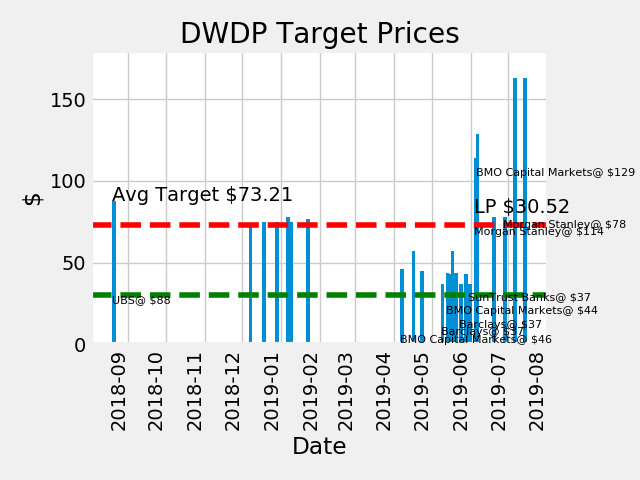 DWDP Target Prices
150
BMO Capital Markets@ $129
Avg Target $73.21
100
LP $30.52
$
Morgan Stanley@ $78
Morgan Stanley@ $114
50
UBS@ $88
SunTrust Banks@ $37
BMO Capital Markets@ $44
Barclays@ $37
Barclays@ $37
BMO Capital Markets@ $46
0
2018-09
2018-10
2018-11
2018-12
2019-01
2019-02
2019-03
2019-04
2019-05
2019-06
2019-07
2019-08
Date